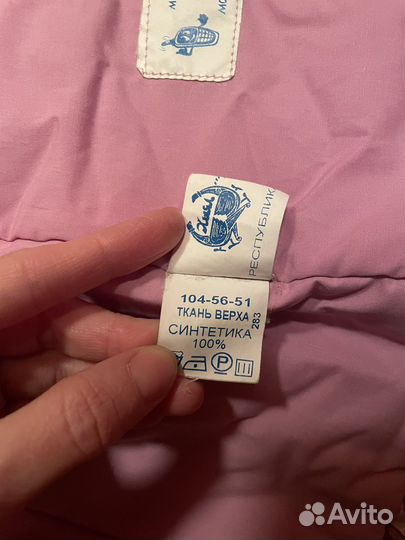 РЕСПУБЛИК
104-56-51
ТКАНЬ ВЕРХА
СИНТЕТИКА
100%
283
P
Avito